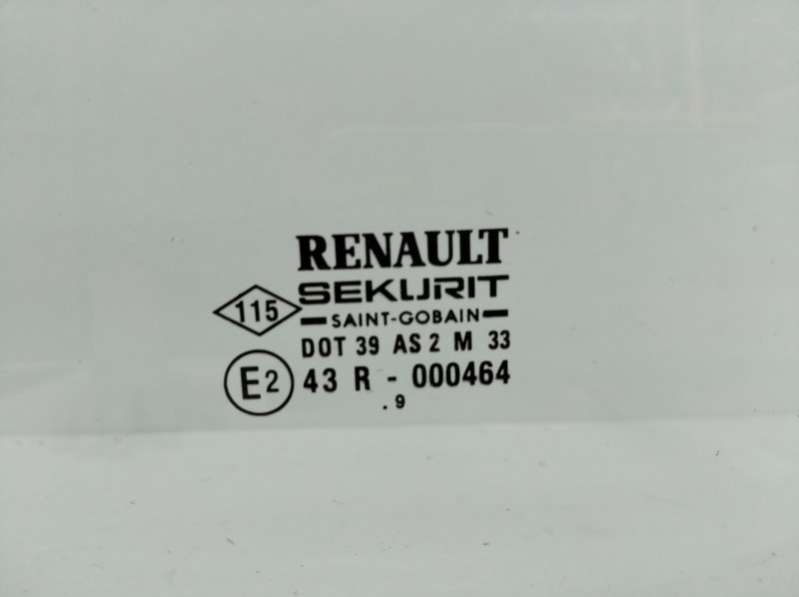 RENAULT
115 SEKURIT
SAINT-GOBAIN
DOT 39 AS 2 M 33
E2 43 R - 000464
. 9